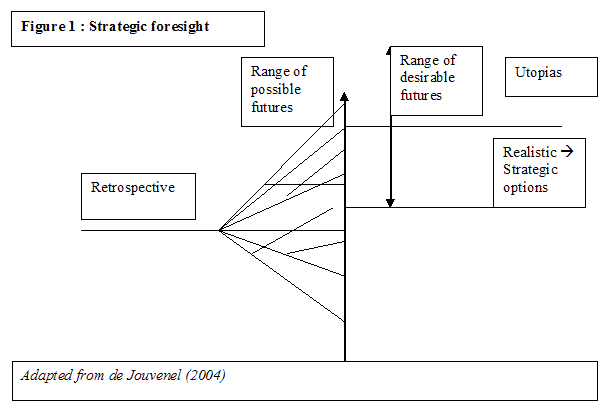 Figure 1 : Strategic foresight
Range of
possible
futures
Range of
desirable
futures
Utopias
Realistic →
Strategic
options
Retrospective
Adapted from de Jouvenel (2004)